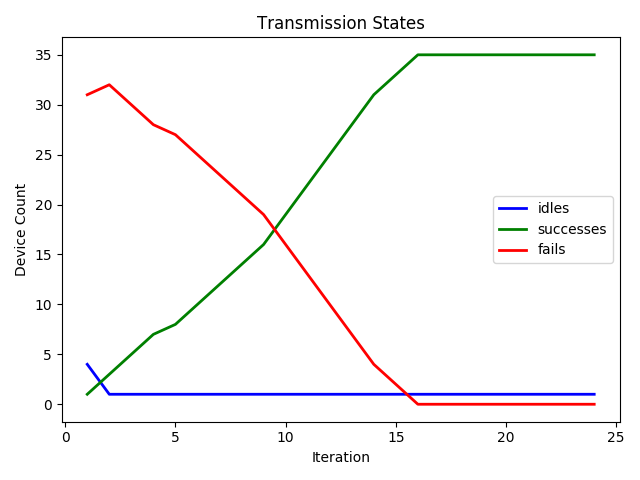 Transmission States
Device Count
35
30
25
20
15
10
5
0
idles
successes
fails
0 5 10 15 20 25
Iteration